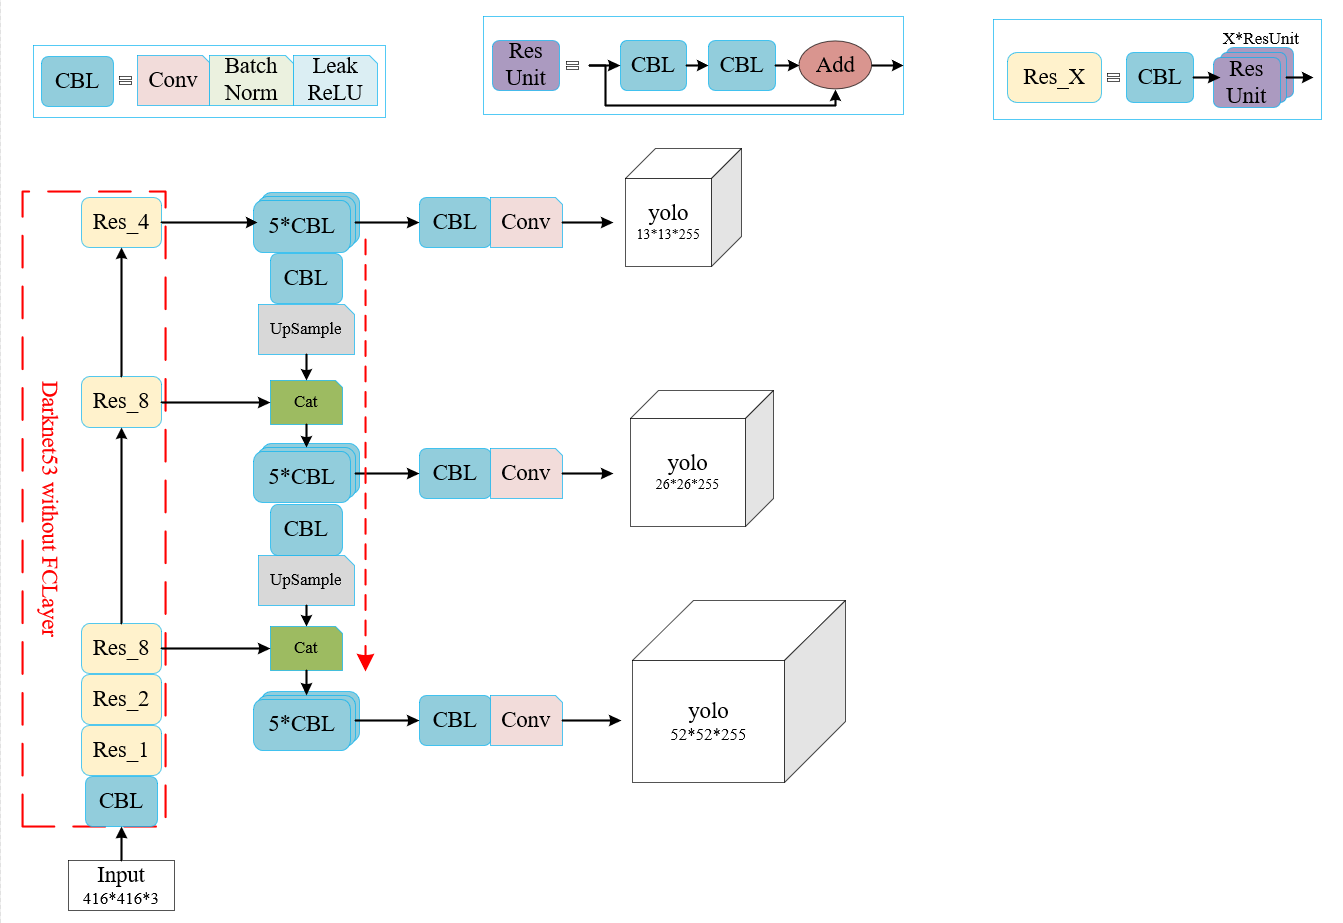 CBL
Conv
Batch
Norm
Leak
ReLU
Res
Unit
CBL
CBL
Add
Res_X
CBL
X*ResUnit
Res
Unit
Res_4
5*CBL
CBL
Conv
yolo
13*13*255
CBL
UpSample
Res_8
Cat
5*CBL
CBL
Conv
yolo
26*26*255
CBL
UpSample
Darknet53 without FCLayer
Res_8
Cat
Res_2
5*CBL
CBL
Conv
yolo
52*52*255
Res_1
CBL
Input
416*416*3